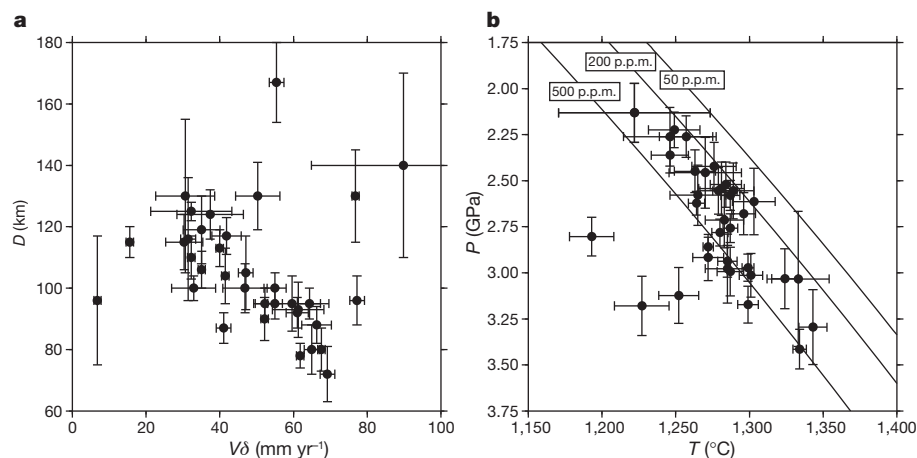 a
180
160
140
120
100
80
60
D (km)
0 20 40 60 80 100
Vδ (mm yr⁻¹)
b
1.75
2.00
2.25
2.50
2.75
3.00
3.25
3.50
3.75
P (GPa)
200 p.p.m.
50 p.p.m.
500 p.p.m.
1,150 1,200 1,250 1,300 1,350 1,400
T (°C)